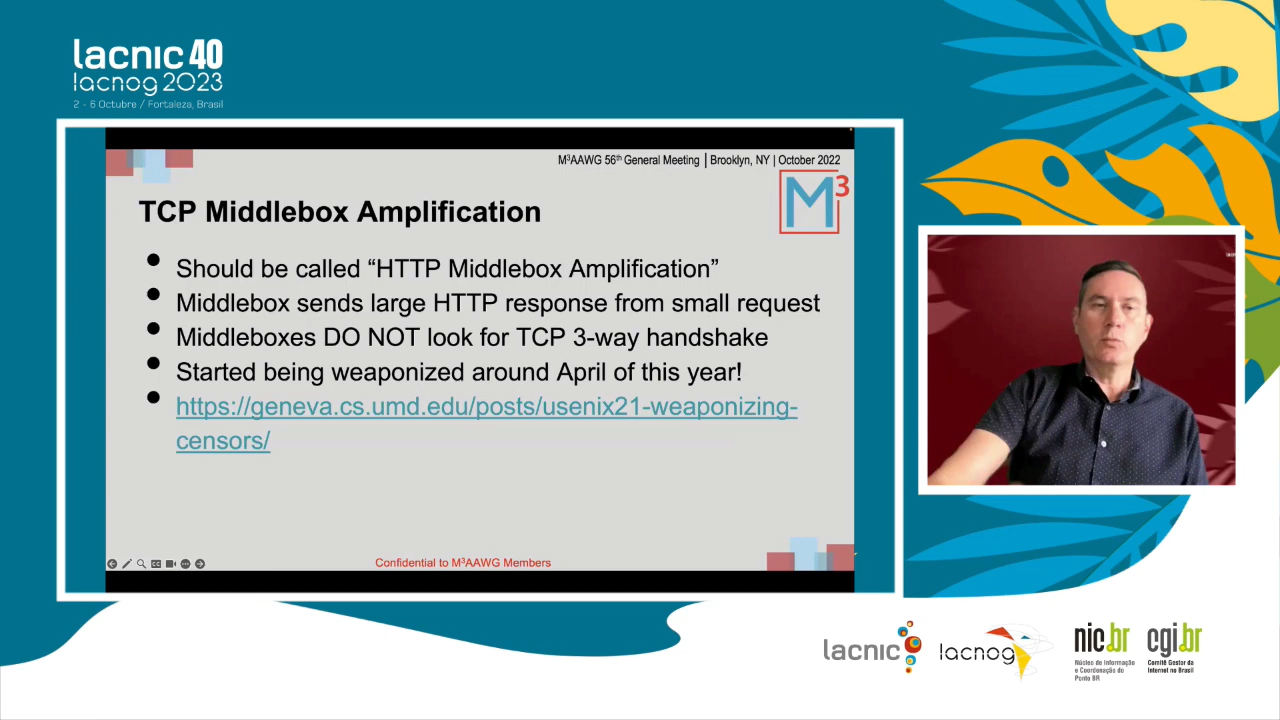 lacnic 40
lacnog 2023
2 - 6 Octubre / Fortaleza, Brasil
M³AAWG 56th General Meeting | Brooklyn, NY | October 2022
M3
TCP Middlebox Amplification
• Should be called “HTTP Middlebox Amplification”
• Middlebox sends large HTTP response from small request
• Middleboxes DO NOT look for TCP 3-way handshake
• Started being weaponized around April of this year!
• https://geneva.cs.umd.edu/posts/usenix21-weaponizing-
censors/
Confidential to M³AAWG Members
lacnic
lacnog
nic.br
Núcleo de Informação
e Coordenação do
Ponto BR
cgi.br
Comitê Gestor da
Internet no Brasil